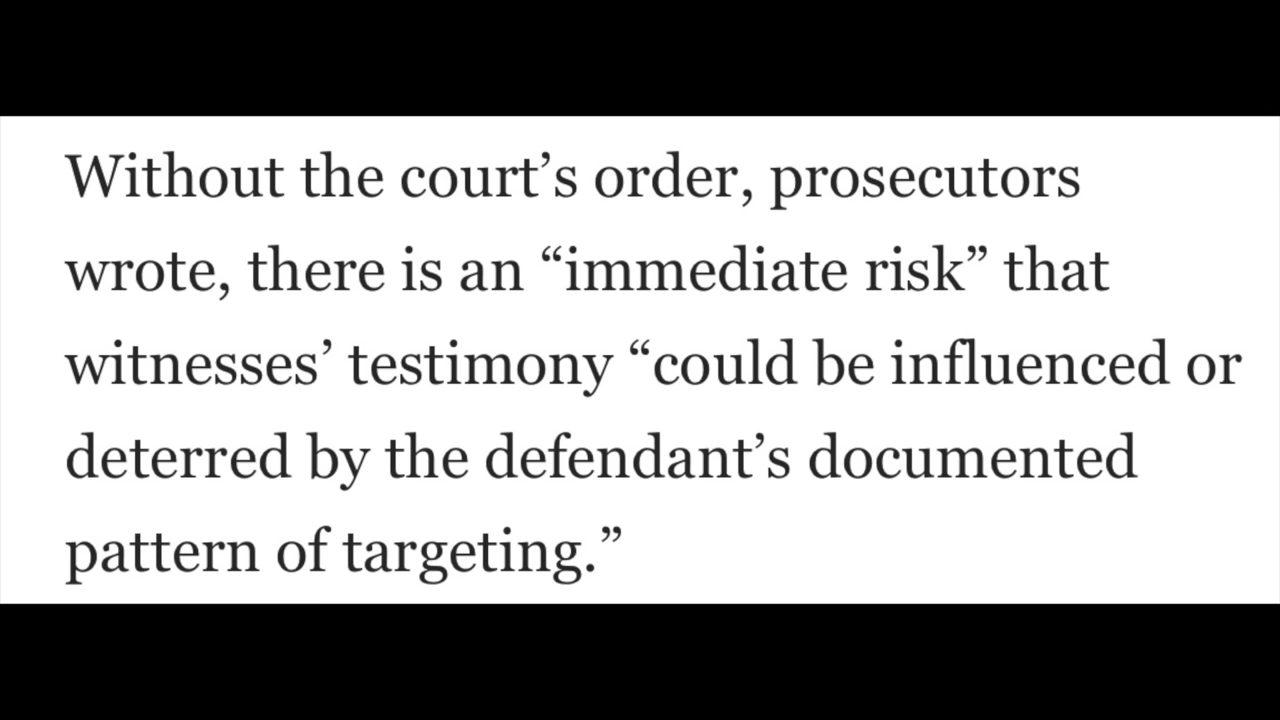 Without the court’s order, prosecutors
wrote, there is an “immediate risk” that
witnesses’ testimony “could be influenced or
deterred by the defendant’s documented
pattern of targeting.”